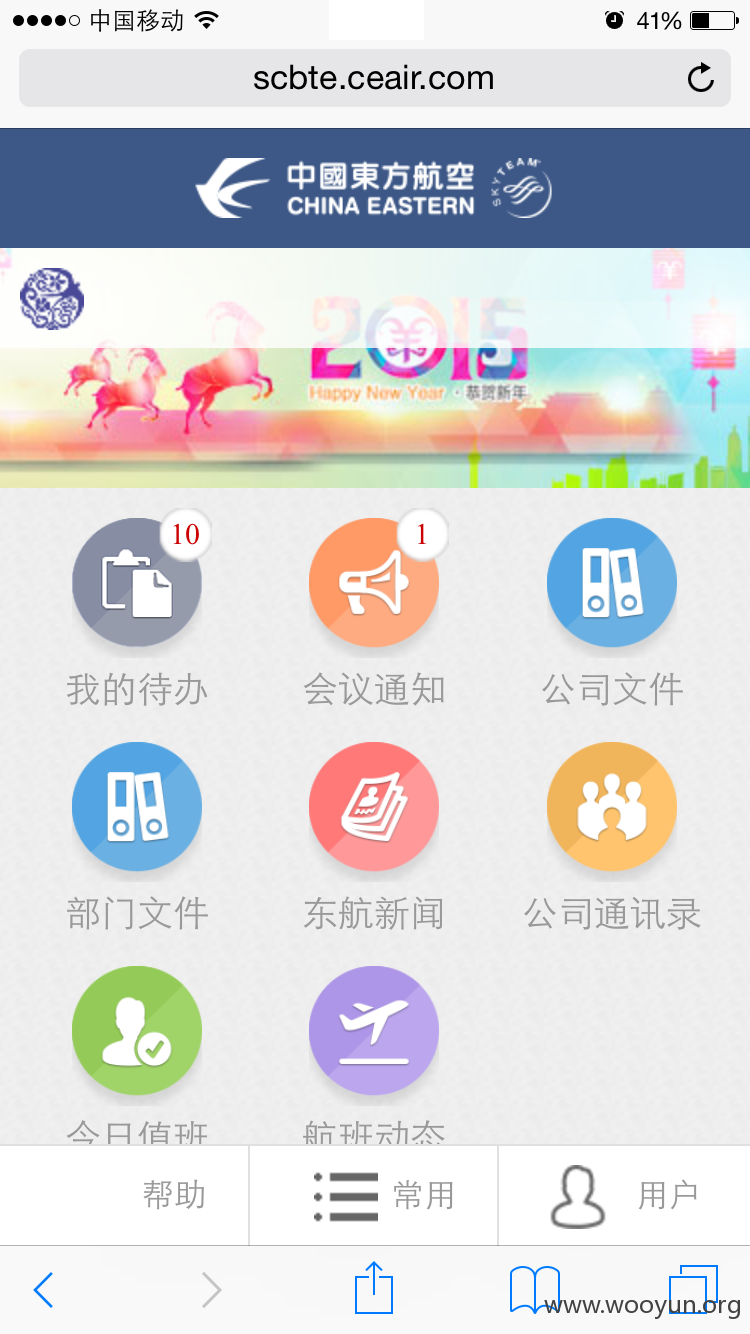 中国移动 41%
scbte.ceair.com
中國東方航空
CHINA EASTERN
SKYTEAM
2015
Happy New Year · 恭贺新年
10 1
我的待办 会议通知 公司文件
部门文件 东航新闻 公司通讯录
今日值班 航班动态
帮助 常用 用户
www.wooyun.org